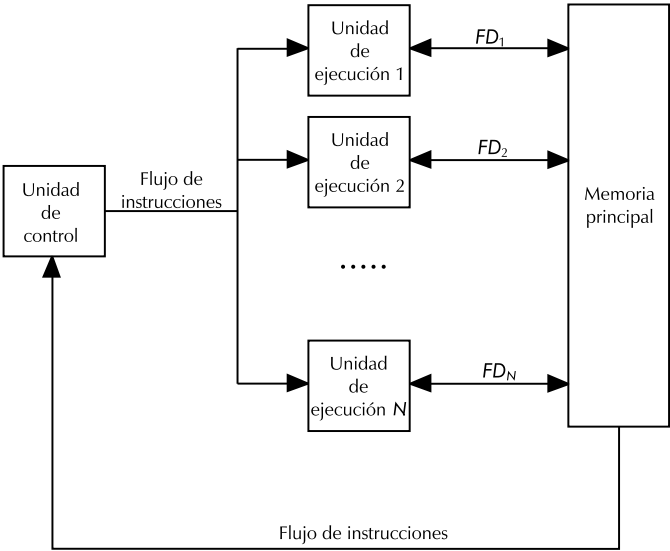 Unidad
de
ejecución 1
FD1
Unidad
de
ejecución 2
FD2
Flujo de
instrucciones
Unidad
de
control
Memoria
principal
.....
Unidad
de
ejecución N
FDN
Flujo de instrucciones